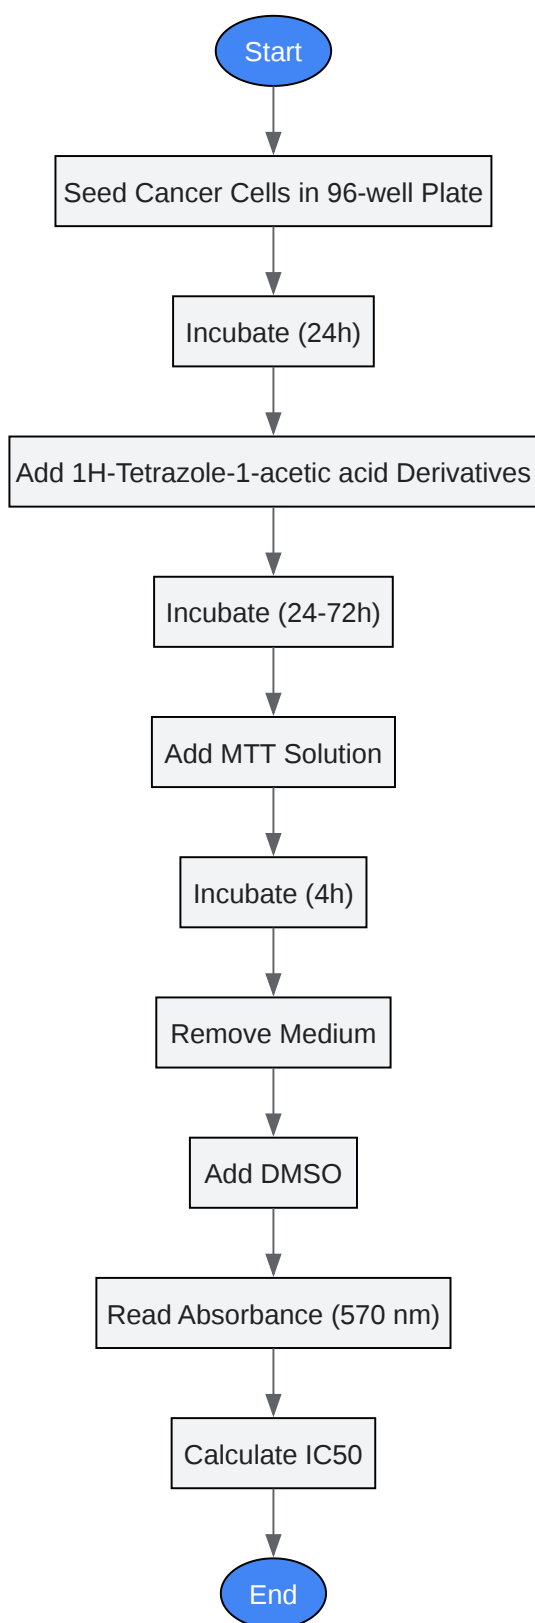 Start
Seed Cancer Cells in 96-well Plate
Incubate (24h)
Add 1H-Tetrazole-1-acetic acid Derivatives
Incubate (24-72h)
Add MTT Solution
Incubate (4h)
Remove Medium
Add DMSO
Read Absorbance (570 nm)
Calculate IC50
End